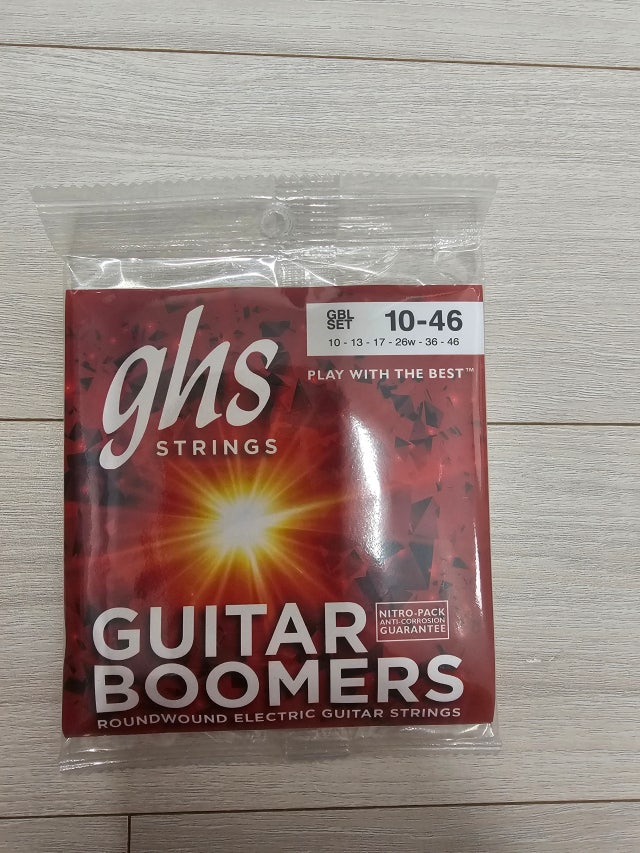 GBL
SET
10-46
10 - 13 - 17 - 26w - 36 - 46
PLAY WITH THE BEST™
ghs
STRINGS
NITRO-PACK
ANTI-CORROSION
GUARANTEE
GUITAR
BOOMERS
ROUNDWOUND ELECTRIC GUITAR STRINGS